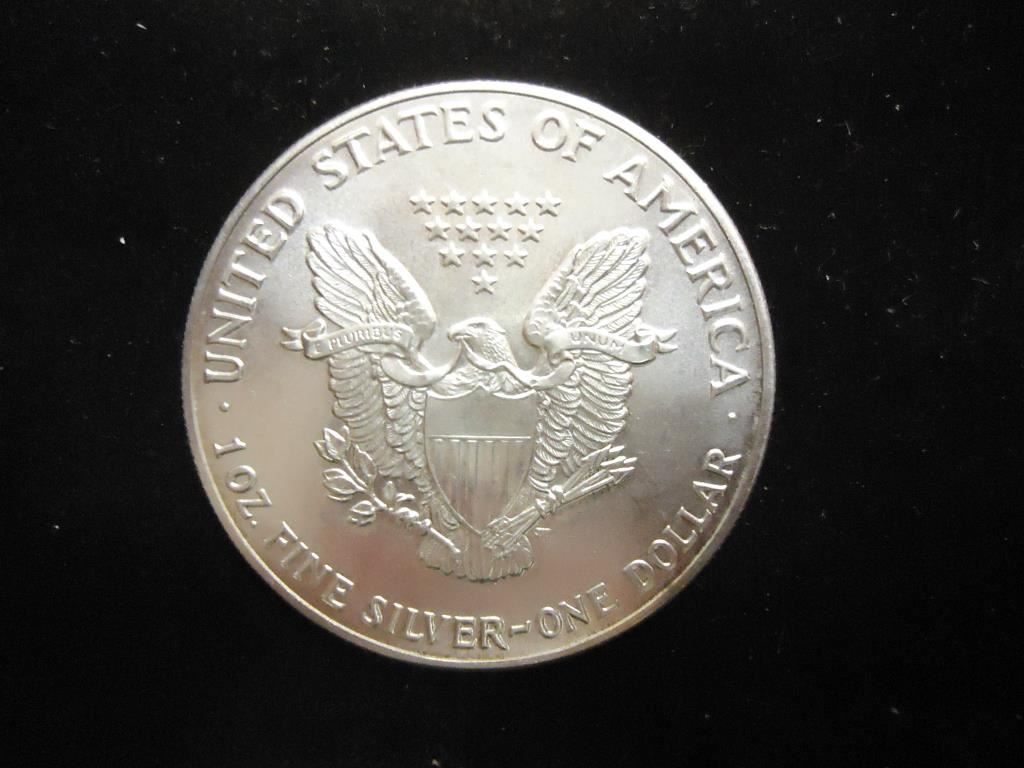 UNITED STATES OF AMERICA
PLURIBUS UNUM
· 1 OZ. FINE SILVER~ONE DOLLAR ·